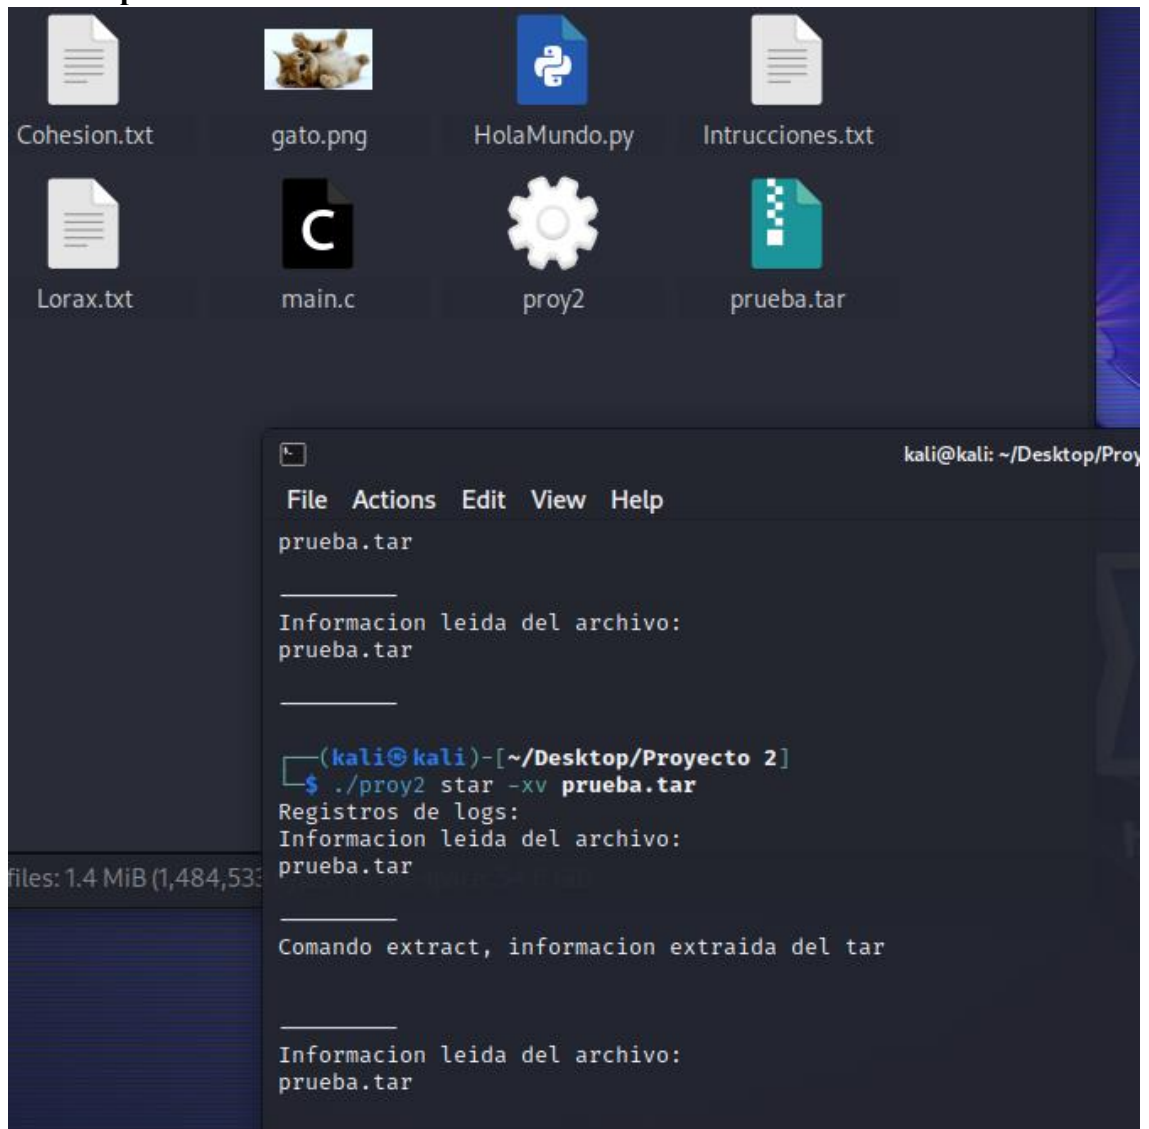 Cohesion.txt
gato.png
HolaMundo.py
Intrucciones.txt
C
Lorax.txt
main.c
proy2
prueba.tar
kali@kali: ~/Desktop/Proy
File Actions Edit View Help
prueba.tar
Informacion leida del archivo:
prueba.tar
(kali㉿kali)-[~/Desktop/Proyecto 2]
$ ./proy2 star -xv prueba.tar
Registros de logs:
Informacion leida del archivo:
prueba.tar
files: 1.4 MiB (1,484,533
Comando extract, informacion extraida del tar
Informacion leida del archivo:
prueba.tar